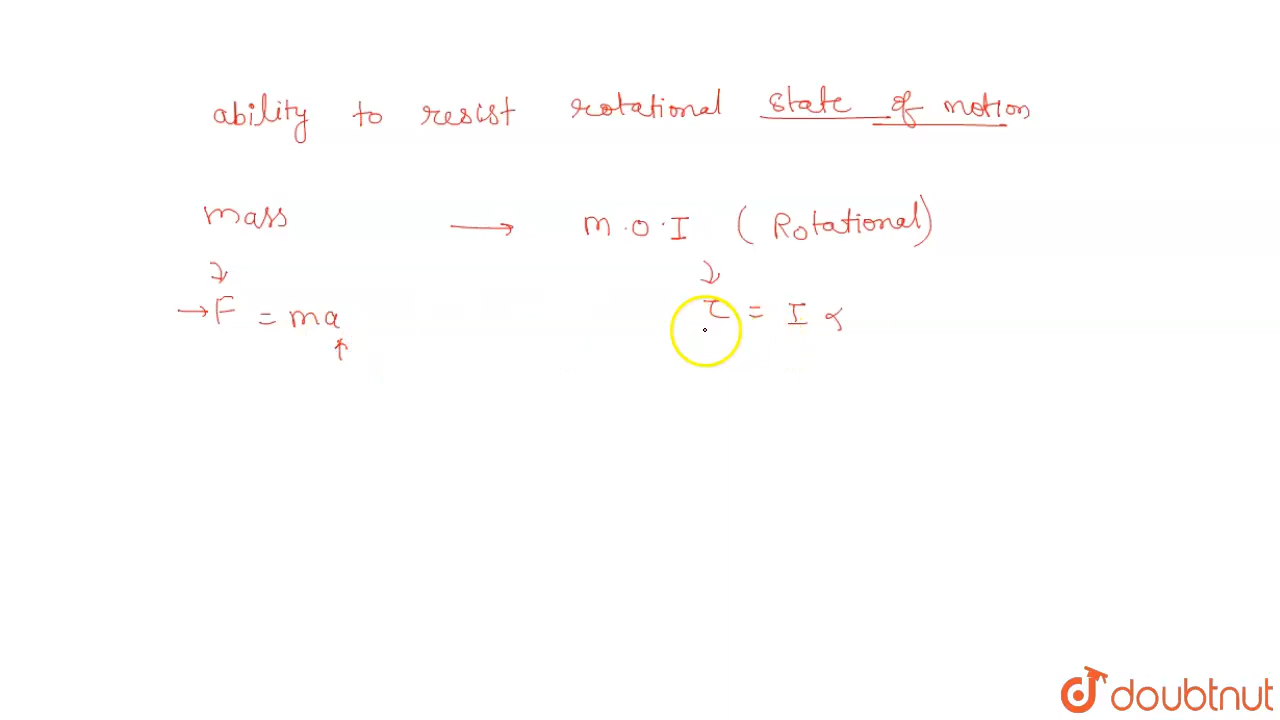 ability to resist rotational state of motion
mass → M.O.I (Rotational)
→ F = ma
τ = I α
doubtnut